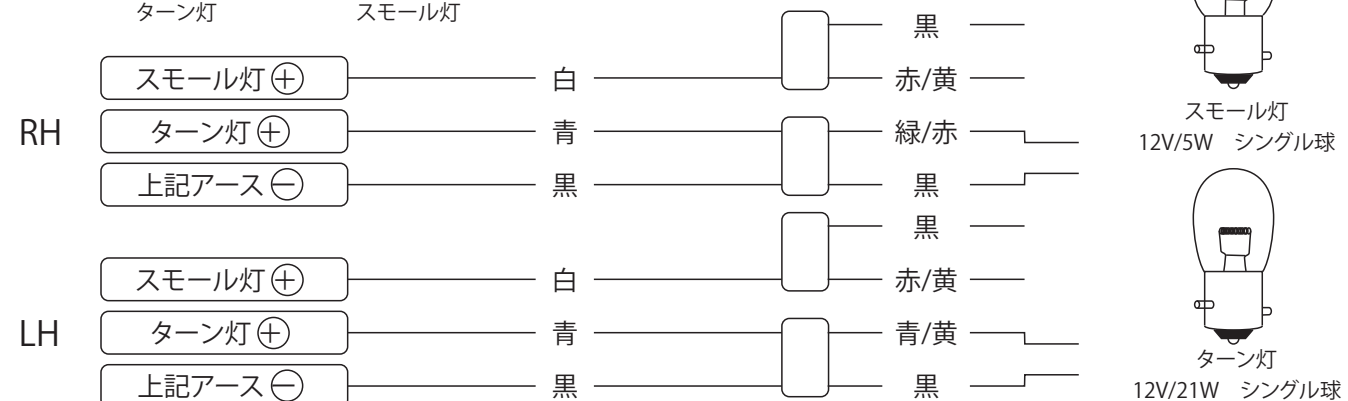 ターン灯 スモール灯
黒
スモール灯⊕ 白 赤/黄
RH ターン灯⊕ 青 緑/赤
上記アース⊖ 黒 黒
黒
スモール灯⊕ 白 赤/黄
LH ターン灯⊕ 青 青/黄
上記アース⊖ 黒 黒
スモール灯
12V/5W シングル球
ターン灯
12V/21W シングル球